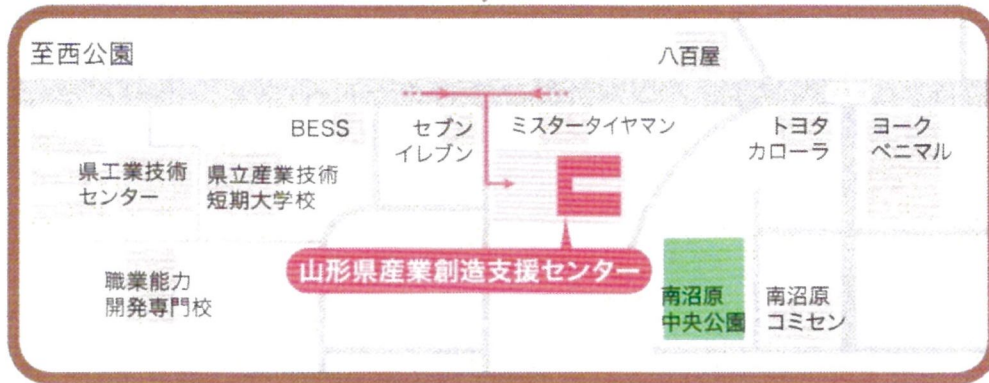 至西公園
八百屋
BESS
セブン
イレブン
ミスタータイヤマン
トヨタ
カローラ
ヨーク
ベニマル
県工業技術
センター
県立産業技術
短期大学校
山形県産業創造支援センター
職業能力
開発専門校
南沼原
中央公園
南沼原
コミセン